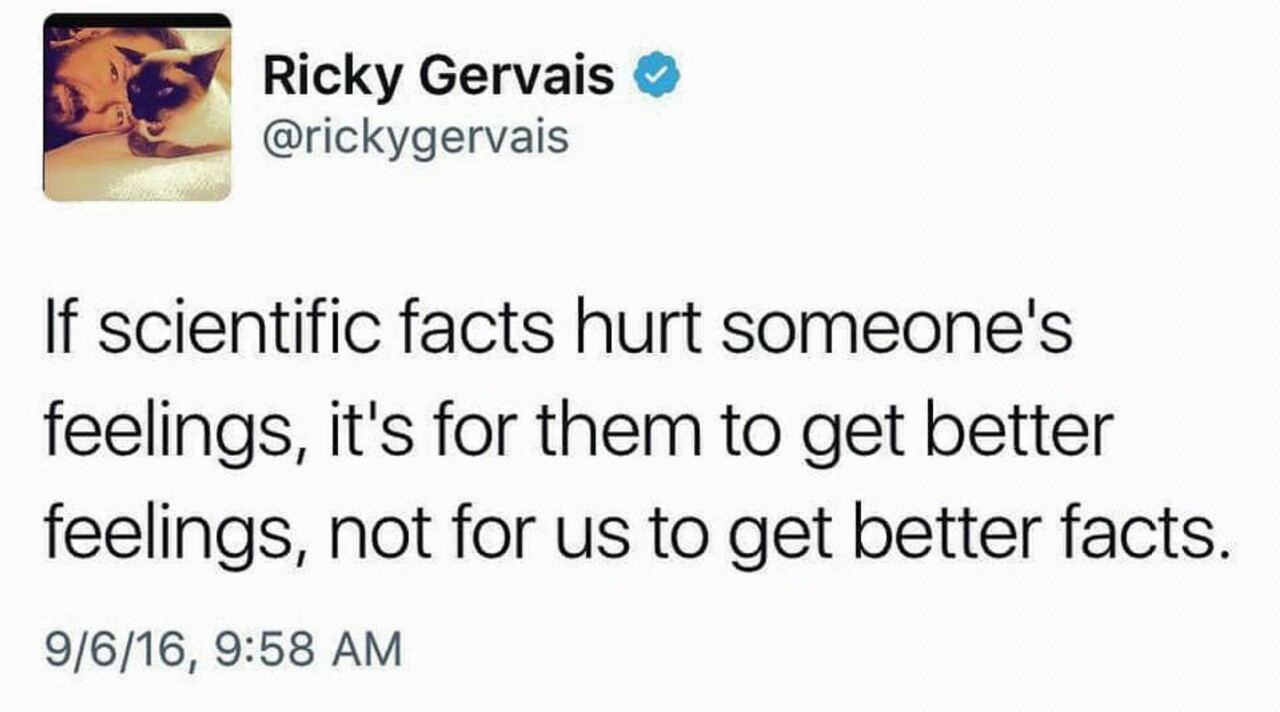 Ricky Gervais
@rickygervais
If scientific facts hurt someone's
feelings, it's for them to get better
feelings, not for us to get better facts.
9/6/16, 9:58 AM